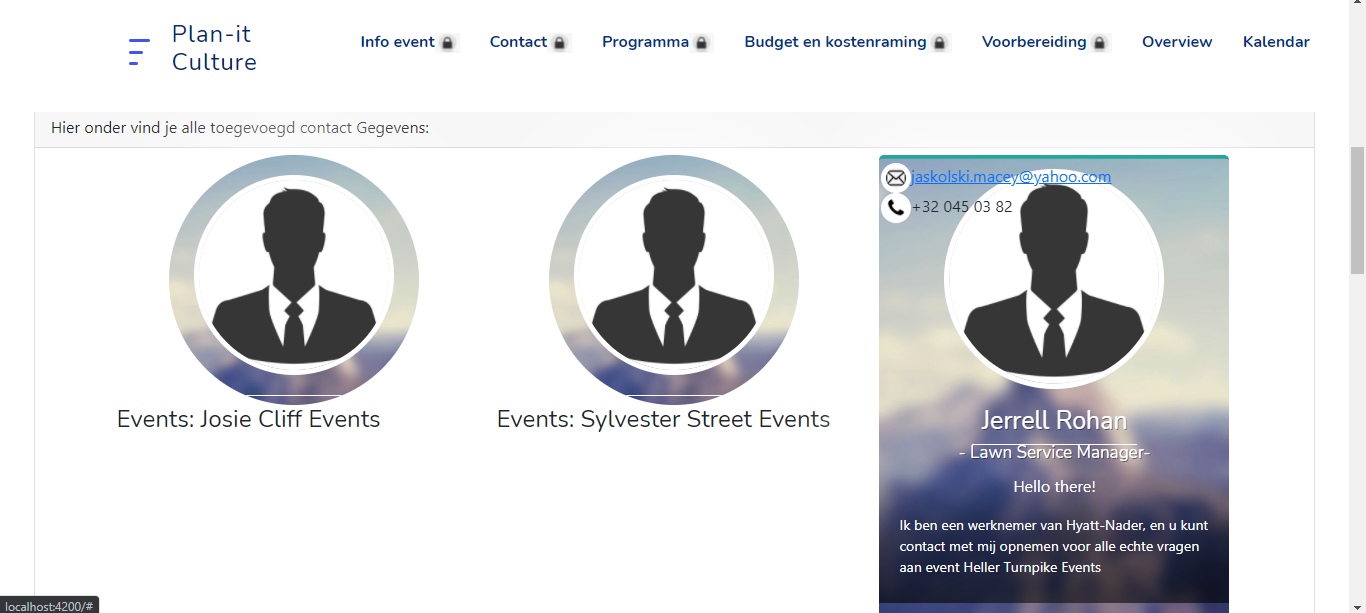 Plan-it
Culture
Info event
Contact
Programma
Budget en kostenraming
Voorbereiding
Overview
Kalendar
Hier onder vind je alle toegevoegd contact Gegevens:
Events: Josie Cliff Events
Events: Sylvester Street Events
jaskolski.macey@yahoo.com
+32 045 03 82
Jerrell Rohan
- Lawn Service Manager-
Hello there!
Ik ben een werknemer van Hyatt-Nader, en u kunt
contact met mij opnemen voor alle echte vragen
aan event Heller Turnpike Events
localhost:4200/#